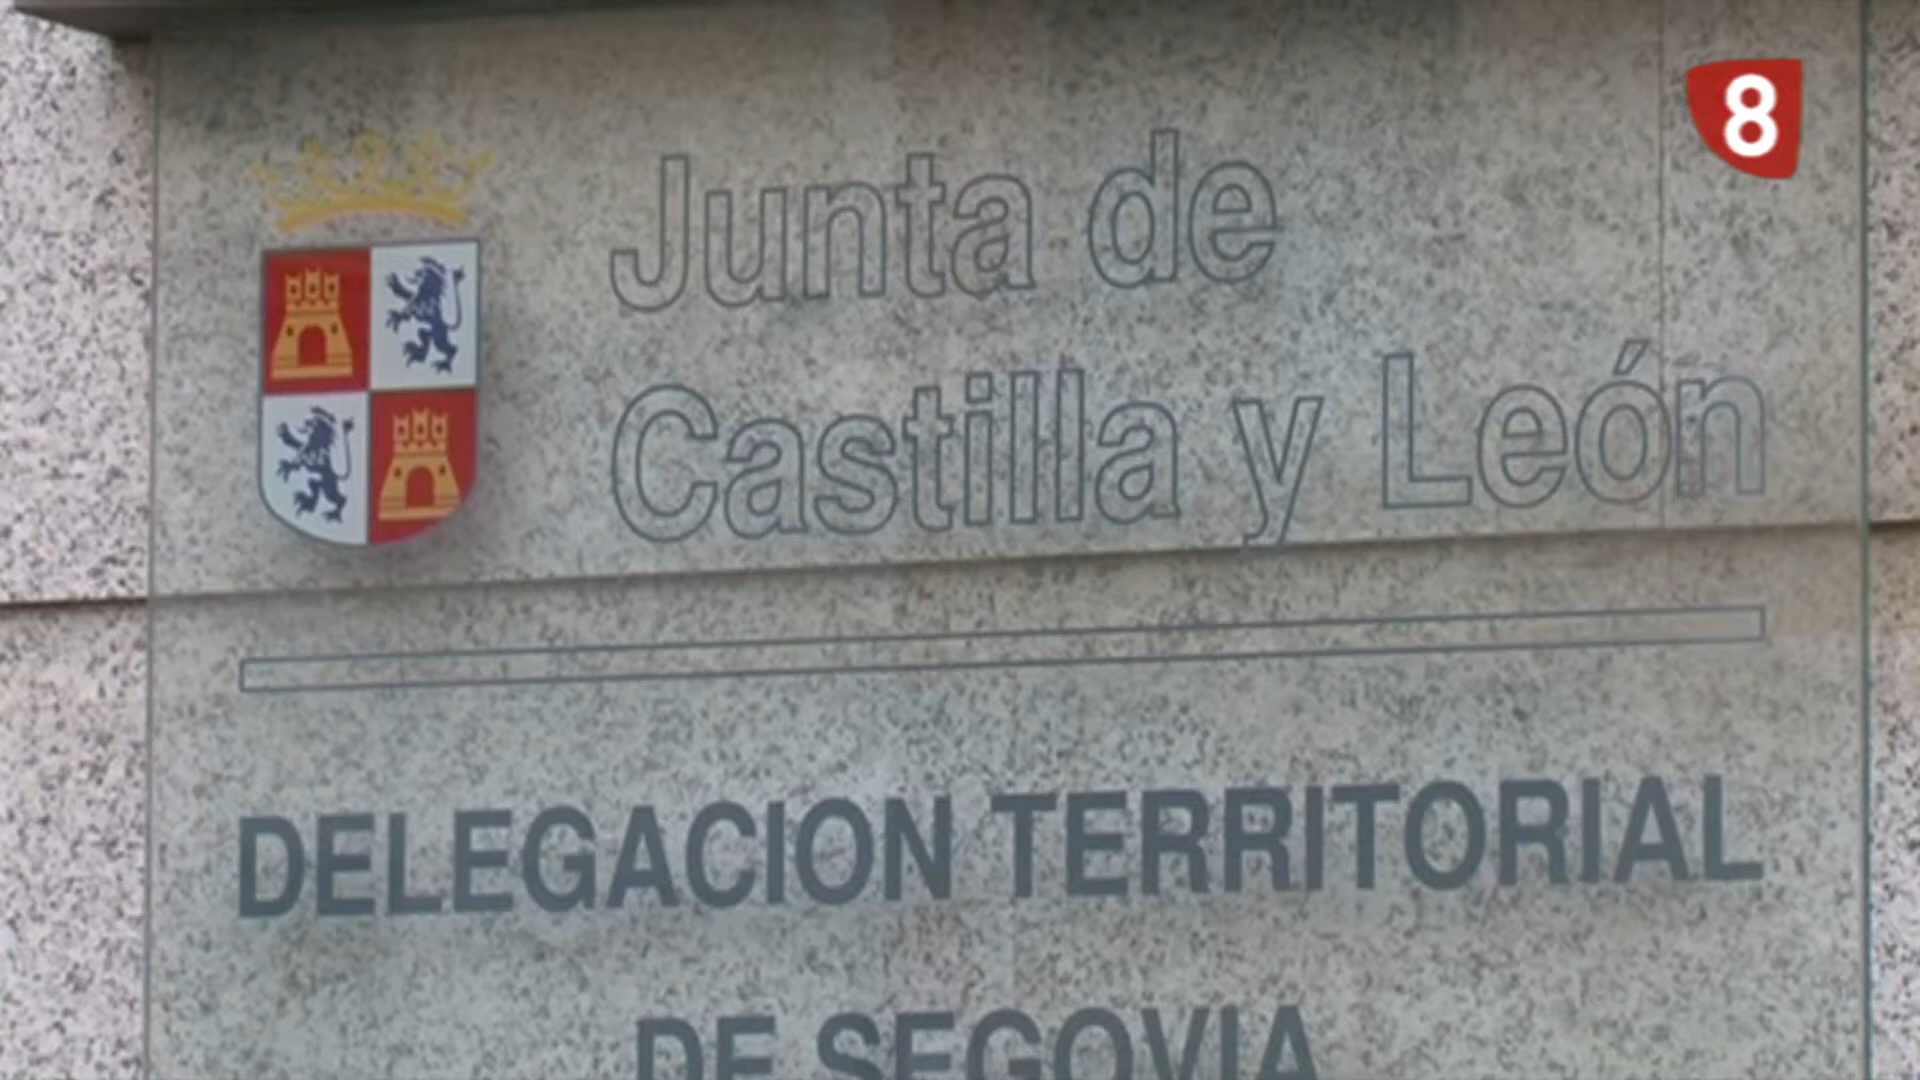 8
Junta de
Castilla y León
DELEGACION TERRITORIAL
DE SEGOVIA